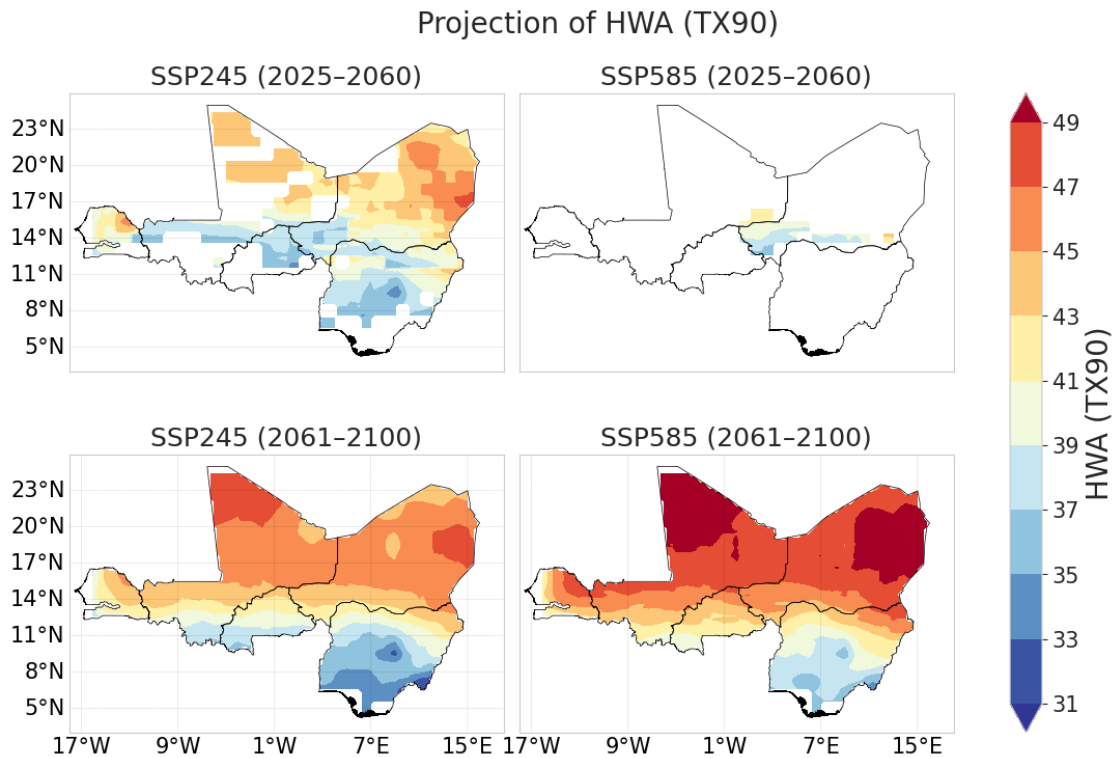 Projection of HWA (TX90)
SSP245 (2025–2060)
SSP585 (2025–2060)
23°N
20°N
17°N
14°N
11°N
8°N
5°N
SSP245 (2061–2100)
SSP585 (2061–2100)
23°N
20°N
17°N
14°N
11°N
8°N
5°N
17°W 9°W 1°W 7°E 15°E 17°W 9°W 1°W 7°E 15°E
49
47
45
43
41
39
37
35
33
31
HWA (TX90)